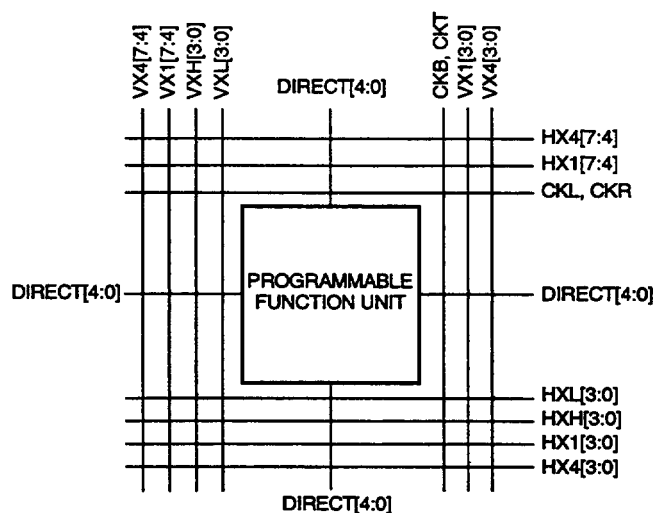 VX4[7:4]
VX1[7:4]
VXH[3:0]
VXL[3:0]
DIRECT[4:0]
CKB, CKT
VX1[3:0]
VX4[3:0]
HX4[7:4]
HX1[7:4]
CKL, CKR
DIRECT[4:0]
PROGRAMMABLE
FUNCTION UNIT
DIRECT[4:0]
HXL[3:0]
HXH[3:0]
HX1[3:0]
HX4[3:0]
DIRECT[4:0]